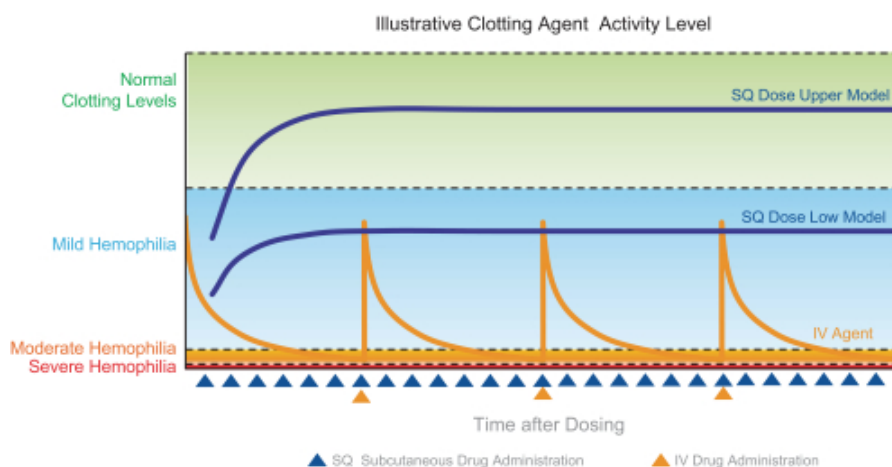 Illustrative Clotting Agent Activity Level
Normal
Clotting Levels
SQ Dose Upper Model
SQ Dose Low Model
Mild Hemophilia
IV Agent
Moderate Hemophilia
Severe Hemophilia
Time after Dosing
SQ Subcutaneous Drug Administration
IV Drug Administration